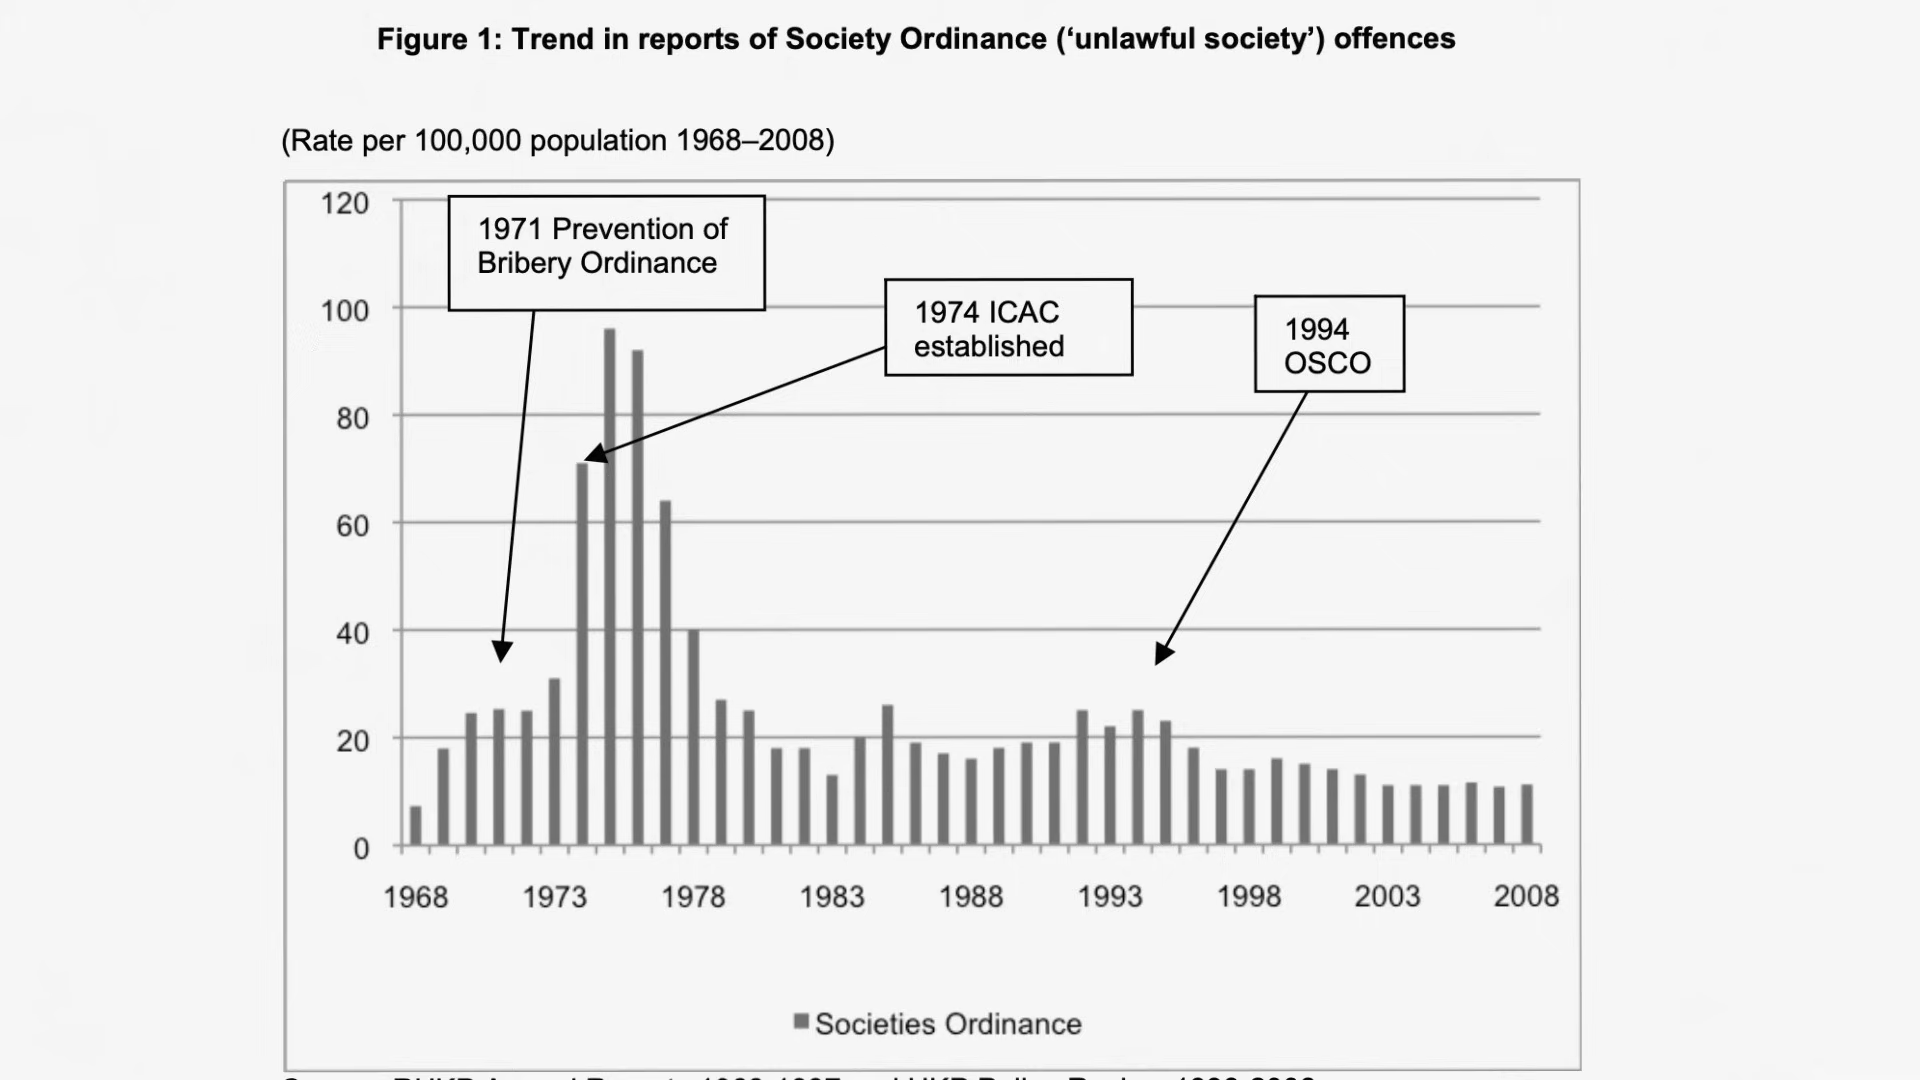 Figure 1: Trend in reports of Society Ordinance (‘unlawful society’) offences
(Rate per 100,000 population 1968–2008)
120
1971 Prevention of
Bribery Ordinance
100
1974 ICAC
established
1994
OSCO
80
60
40
20
0
1968 1973 1978 1983 1988 1993 1998 2003 2008
Societies Ordinance